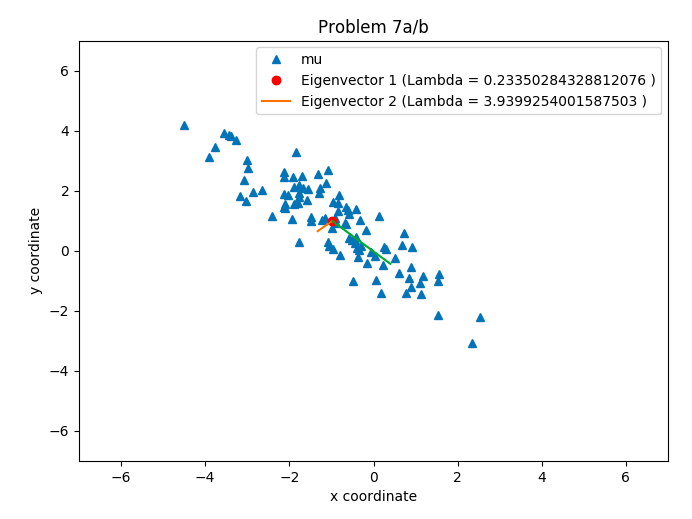 Problem 7a/b
mu
Eigenvector 1 (Lambda = 0.23350284328812076 )
Eigenvector 2 (Lambda = 3.9399254001587503 )
6
4
2
0
−2
−4
−6
y coordinate
−6 −4 −2 0 2 4 6
x coordinate